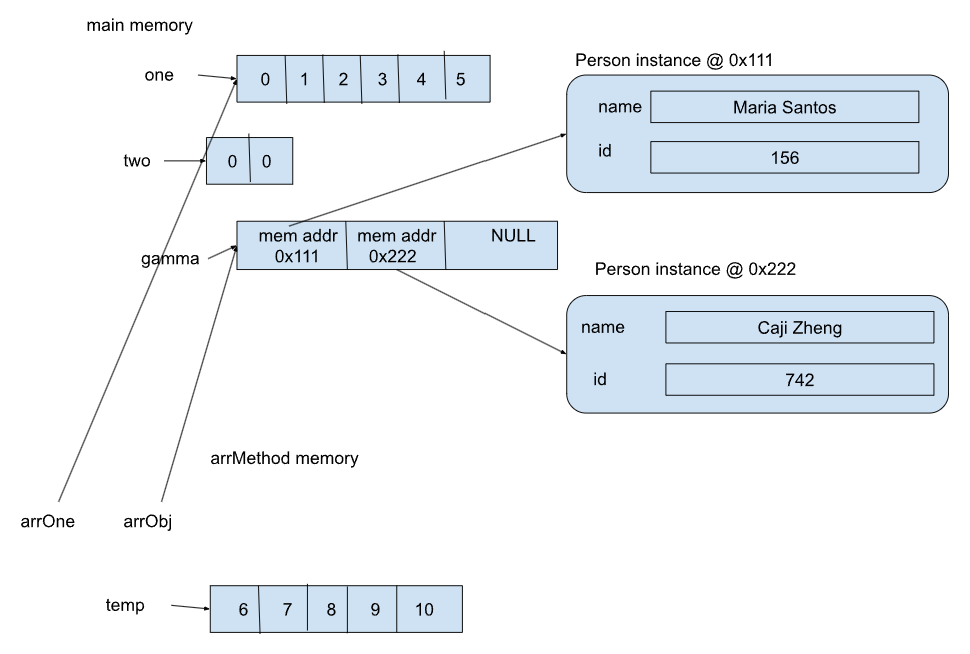 main memory
one
0 1 2 3 4 5
Person instance @ 0x111
name Maria Santos
id 156
two
0 0
gamma
mem addr 0x111
mem addr 0x222
NULL
Person instance @ 0x222
name Caji Zheng
id 742
arrMethod memory
arrOne
arrObj
temp
6 7 8 9 10